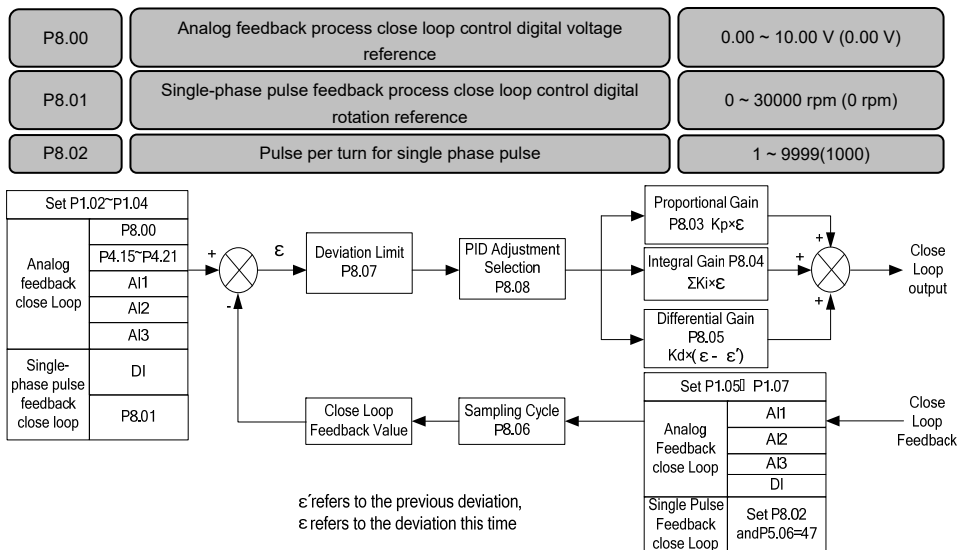 P8.00
Analog feedback process close loop control digital voltage
reference
0.00 ~ 10.00 V (0.00 V)
P8.01
Single-phase pulse feedback process close loop control digital
rotation reference
0 ~ 30000 rpm (0 rpm)
P8.02
Pulse per turn for single phase pulse
1 ~ 9999(1000)
Set P1.02~P1.04
Analog
feedback
close Loop
P8.00
P4.15~P4.21
AI1
AI2
AI3
Single-
phase pulse
feedback
close loop
DI
P8.01
+
-
ε
Deviation Limit
P8.07
PID Adjustment
Selection
P8.08
Proportional Gain
P8.03 Kp×ε
Integral Gain P8.04
ΣKi×ε
Differential Gain
P8.05
Kd×(ε - ε′)
+
+
+
Close
Loop
output
Close Loop
Feedback Value
Sampling Cycle
P8.06
Set P1.05▯ P1.07
Analog
Feedback
close Loop
AI1
AI2
AI3
DI
Single Pulse
Feedback
close Loop
Set P8.02
andP5.06=47
Close
Loop
Feedback
ε′refers to the previous deviation,
ε refers to the deviation this time